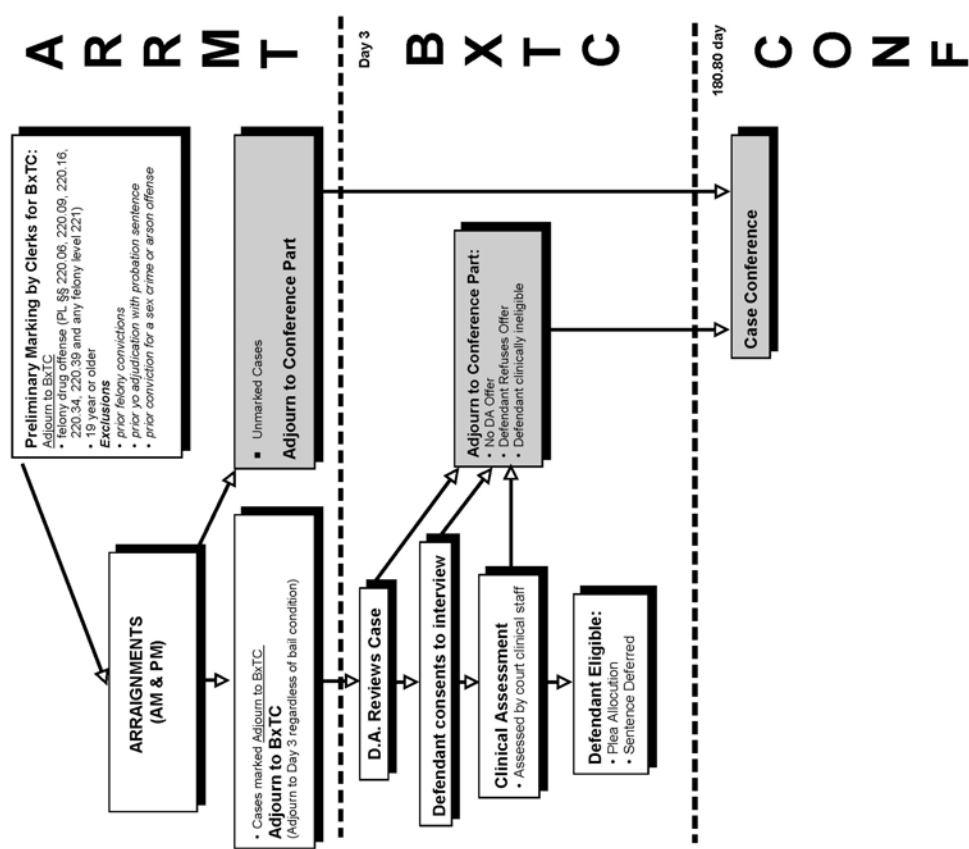 A
R
R
M
T
Preliminary Marking by Clerks for BxTC:
Adjourn to BxTC
• felony drug offense (PL §§ 220.06, 220.09, 220.16,
220.34, 220.39 and any felony level 221)
• 19 year or older
Exclusions
• prior felony convictions
• prior yo adjudication with probation sentence
• prior conviction for a sex crime or arson offense
ARRAIGNMENTS
(AM & PM)
• Cases marked Adjourn to BxTC
Adjourn to BxTC
(Adjourn to Day 3 regardless of bail condition)
▪ Unmarked Cases
Adjourn to Conference Part
Day 3
B
X
T
C
D.A. Reviews Case
Defendant consents to interview
Clinical Assessment
• Assessed by court clinical staff
Defendant Eligible:
• Plea Allocution
• Sentence Deferred
Adjourn to Conference Part:
• No DA Offer
• Defendant Refuses Offer
• Defendant clinically ineligible
180.80 day
C
O
N
F
Case Conference